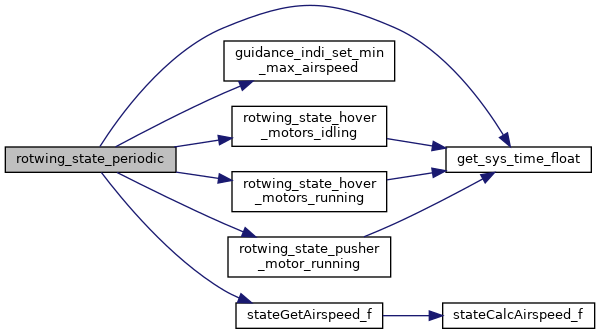 guidance_indi_set_min
_max_airspeed
rotwing_state_hover
_motors_idling
rotwing_state_periodic
get_sys_time_float
rotwing_state_hover
_motors_running
rotwing_state_pusher
_motor_running
stateGetAirspeed_f
stateCalcAirspeed_f